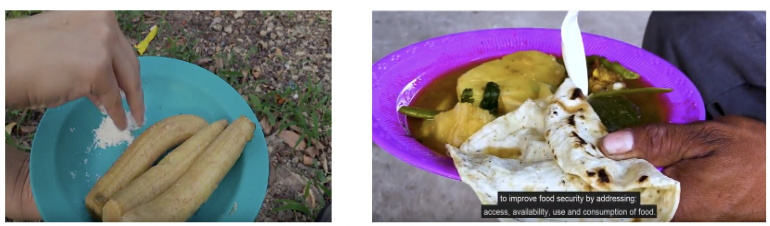 to improve food security by addressing:
access, availability, use and consumption of food.